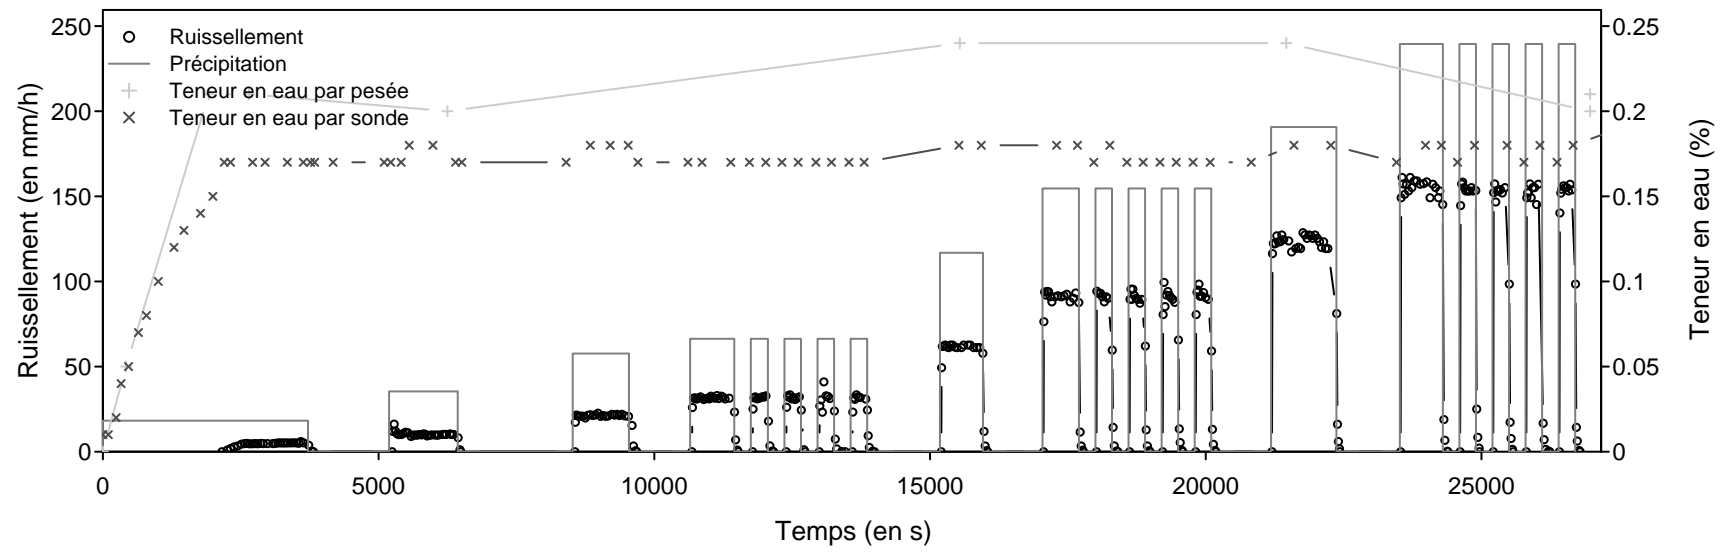 250
200
150
100
50
0
Ruissellement (en mm/h)
Ruissellement
Précipitation
Teneur en eau par pesée
Teneur en eau par sonde
0.25
0.2
0.15
0.1
0.05
0
Teneur en eau (%)
0 5000 10000 15000 20000 25000
Temps (en s)